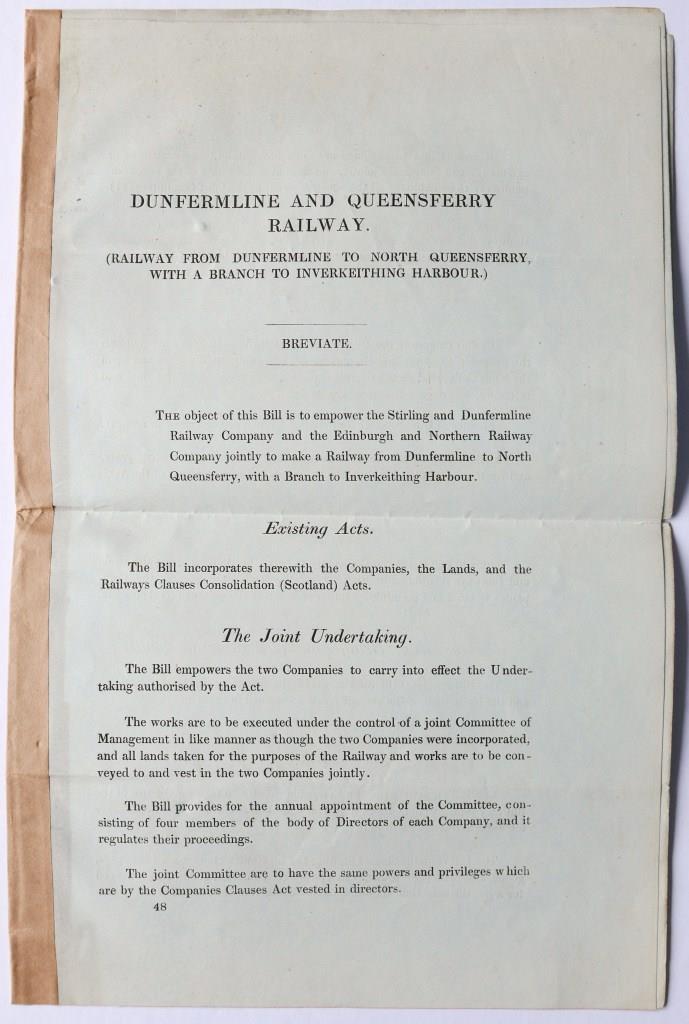 DUNFERMLINE AND QUEENSFERRY
RAILWAY.
(RAILWAY FROM DUNFERMLINE TO NORTH QUEENSFERRY,
WITH A BRANCH TO INVERKEITHING HARBOUR.)
BREVIATE.
THE object of this Bill is to empower the Stirling and Dunfermline
Railway Company and the Edinburgh and Northern Railway
Company jointly to make a Railway from Dunfermline to North
Queensferry, with a Branch to Inverkeithing Harbour.
Existing Acts.
The Bill incorporates therewith the Companies, the Lands, and the
Railways Clauses Consolidation (Scotland) Acts.
The Joint Undertaking.
The Bill empowers the two Companies to carry into effect the Under-
taking authorised by the Act.
The works are to be executed under the control of a joint Committee of
Management in like manner as though the two Companies were incorporated,
and all lands taken for the purposes of the Railway and works are to be con-
veyed to and vest in the two Companies jointly.
The Bill provides for the annual appointment of the Committee, con-
sisting of four members of the body of Directors of each Company, and it
regulates their proceedings.
The joint Committee are to have the same powers and privileges which
are by the Companies Clauses Act vested in directors.
48